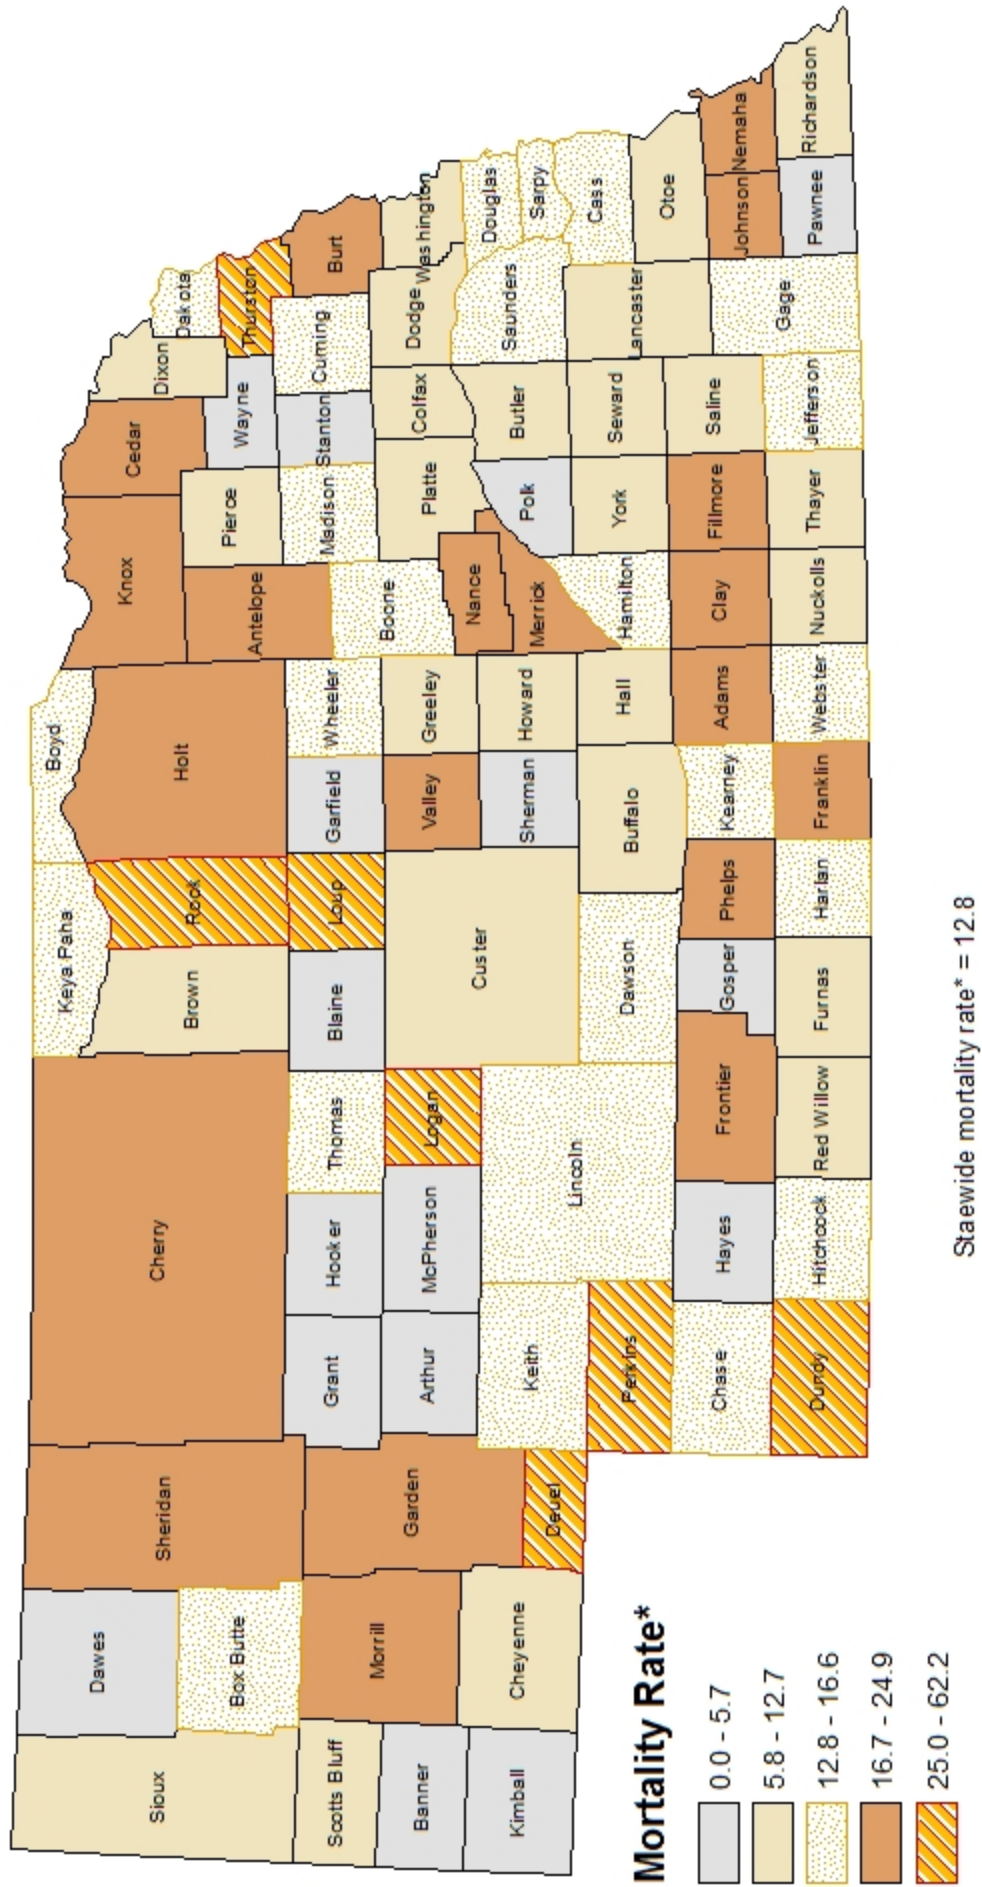 Sioux
Dawes
Box Butte
Sheridan
Scotts Bluff
Banner
Kimball
Morrill
Cheyenne
Garden
Deuel
Cherry
Grant
Hooker
Thomas
Arthur
McPherson
Logan
Keith
Lincoln
Perkins
Chase
Hayes
Frontier
Dundy
Hitchcock
Red Willow
Keya Paha
Boyd
Brown
Rock
Holt
Blaine
Loup
Garfield
Wheeler
Custer
Valley
Greeley
Sherman
Howard
Dawson
Buffalo
Hall
Gosper
Phelps
Kearney
Adams
Furnas
Harlan
Franklin
Webster
Knox
Cedar
Dixon
Dakota
Antelope
Pierce
Wayne
Thurston
Boone
Madison
Stanton
Cuming
Burt
Nance
Platte
Colfax
Dodge
Washington
Merrick
Polk
Butler
Saunders
Douglas
Sarpy
Hamilton
York
Seward
Lancaster
Cass
Otoe
Clay
Fillmore
Saline
Gage
Johnson
Nemaha
Nuckolls
Thayer
Jefferson
Pawnee
Richardson
Mortality Rate*
0.0 - 5.7
5.8 - 12.7
12.8 - 16.6
16.7 - 24.9
25.0 - 62.2
Staewide mortality rate* = 12.8